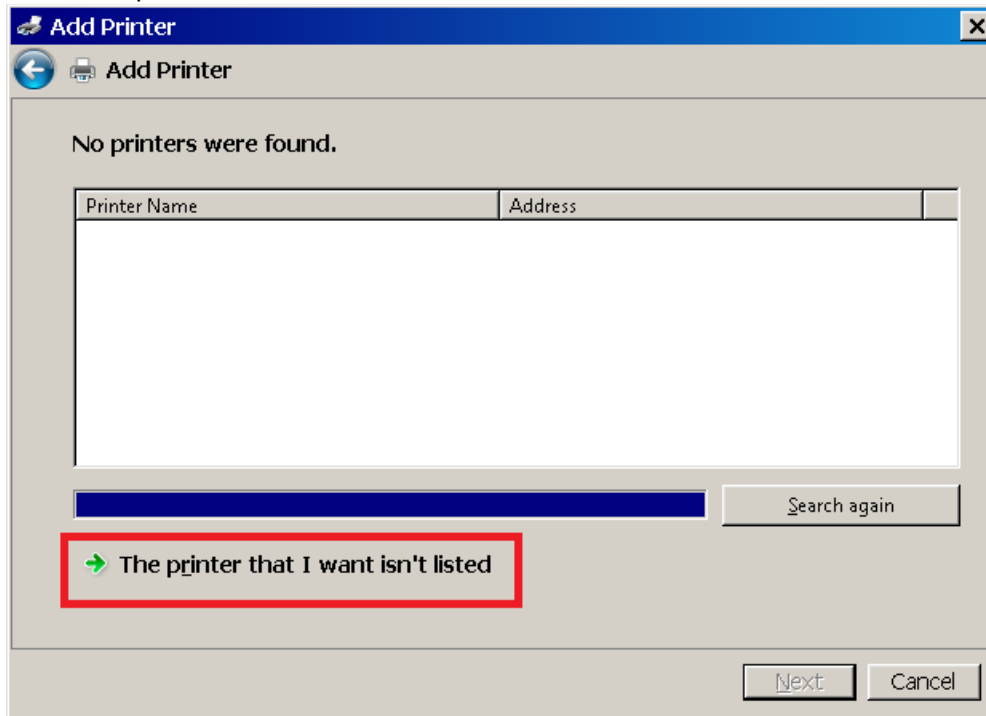 Add Printer
Add Printer
No printers were found.
Printer Name Address
Search again
The printer that I want isn't listed
Next Cancel